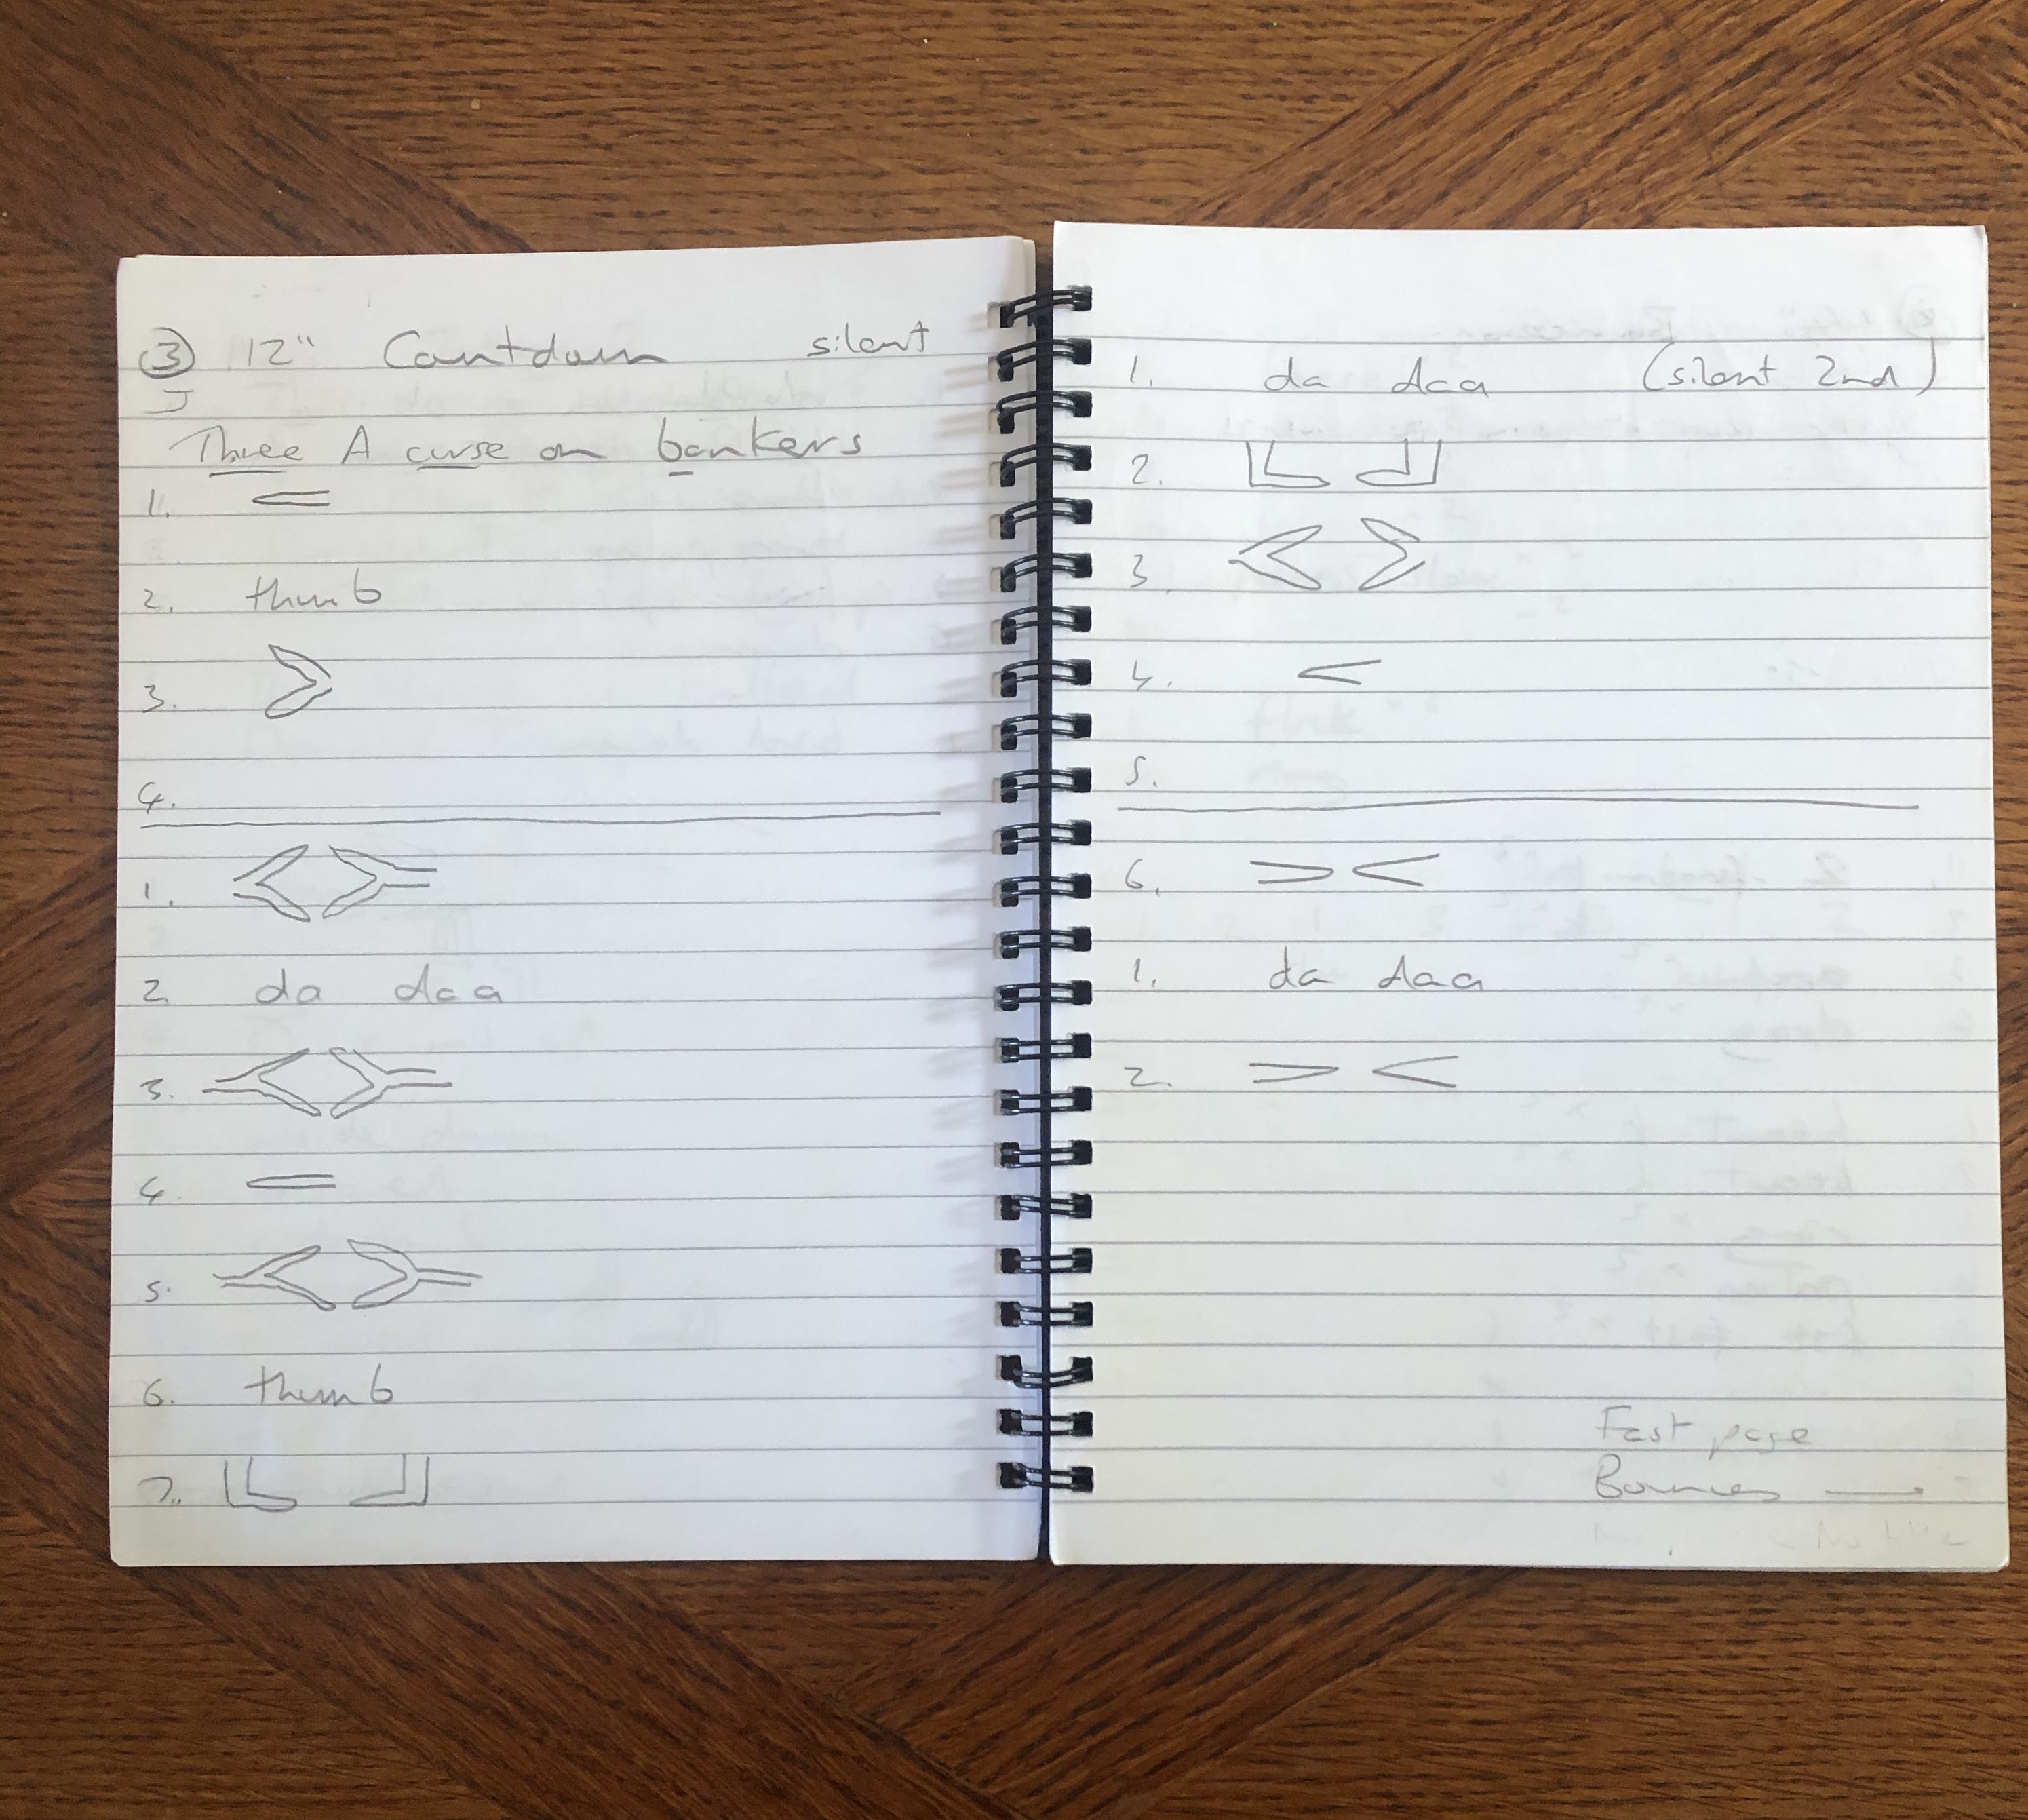 ③ 12" Countdown silent
J
Three A curse on bankers
1.
2. thumb
3.
4.
1.
2 da daa
3.
4.
5.
6. thumb
7.
1. da daa (silent 2nd)
2.
3.
4.
5.
6.
1. da daa
2.
Fast page
Bounces